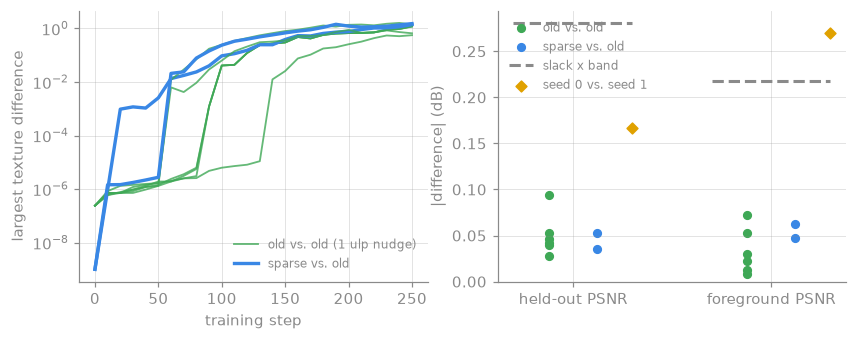 largest texture difference
10⁰
10⁻²
10⁻⁴
10⁻⁶
10⁻⁸
old vs. old (1 ulp nudge)
sparse vs. old
0
50
100
150
200
250
training step
|difference| (dB)
0.25
0.20
0.15
0.10
0.05
0.00
old vs. old
sparse vs. old
slack x band
seed 0 vs. seed 1
held-out PSNR
foreground PSNR